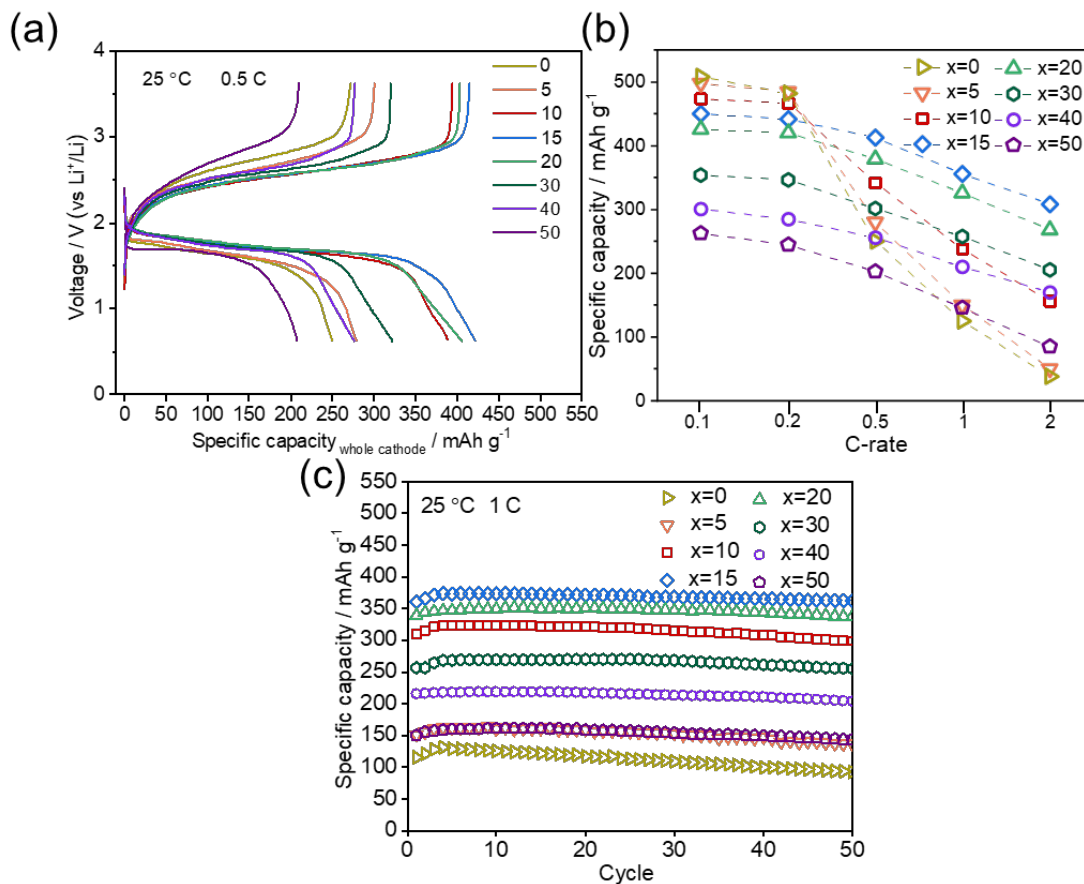 (a)
4
3
2
1
0
Voltage / V (vs Li⁺/Li)
25 °C 0.5 C
0
5
10
15
20
30
40
50
0 50 100 150 200 250 300 350 400 450 500 550
Specific capacity whole cathode / mAh g⁻¹
(b)
500
400
300
200
100
0
Specific capacity / mAh g⁻¹
x=0 x=20
x=5 x=30
x=10 x=40
x=15 x=50
0.1 0.2 0.5 1 2
C-rate
(c)
550
500
450
400
350
300
250
200
150
100
50
0
Specific capacity / mAh g⁻¹
25 °C 1 C
x=0 x=20
x=5 x=30
x=10 x=40
x=15 x=50
0 10 20 30 40 50
Cycle